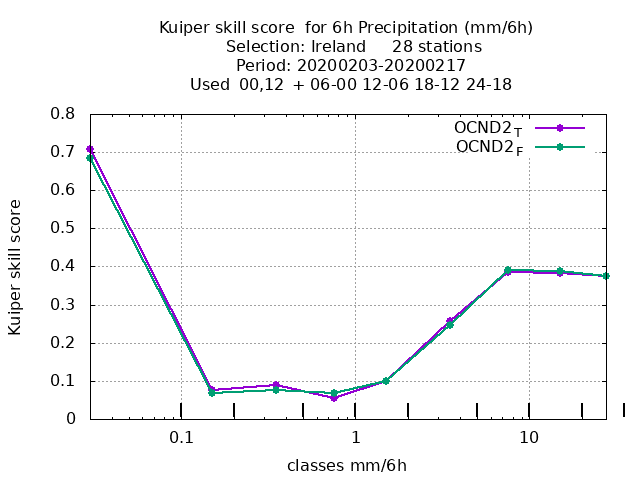 Kuiper skill score  for 6h Precipitation (mm/6h)
Selection: Ireland     28 stations
Period: 20200203-20200217
Used  00,12  + 06-00 12-06 18-12 24-18
OCND2T
OCND2F
Kuiper skill score
0.8
0.7
0.6
0.5
0.4
0.3
0.2
0.1
0
0.1 1 10
classes mm/6h